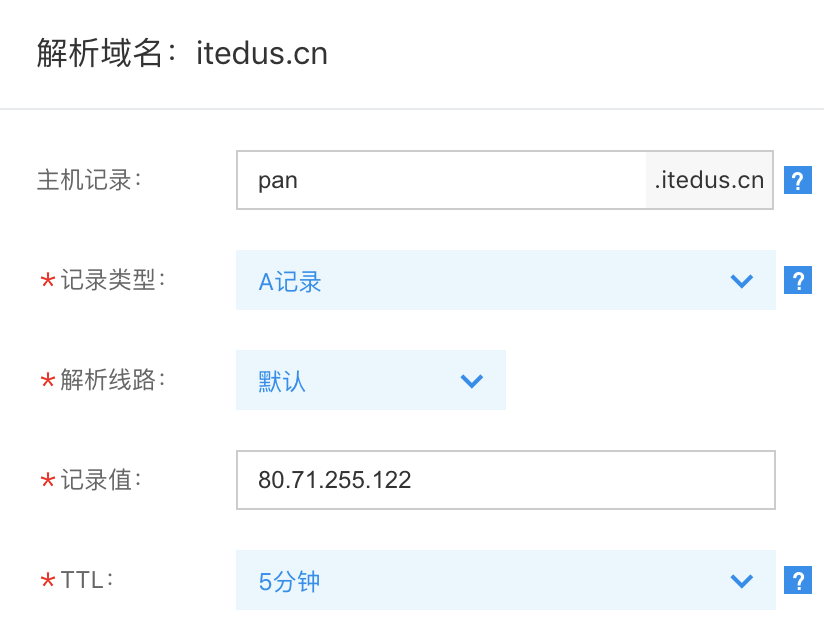 解析域名：itedus.cn
主机记录： pan .itedus.cn ?
*记录类型： A记录 ?
*解析线路： 默认
*记录值： 80.71.255.122
*TTL： 5分钟 ?